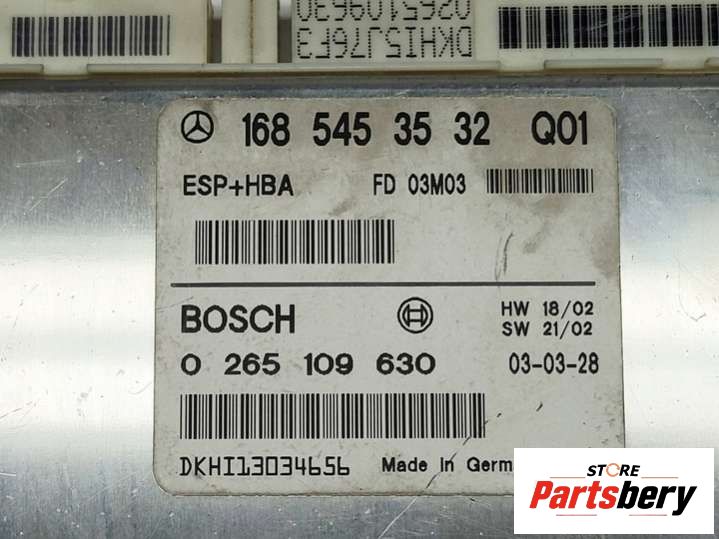 DKHI5J76F3
0265109630
168 545 35 32 Q01
ESP+HBA FD 03M03
BOSCH HW 18/02
SW 21/02
0 265 109 630 03-03-28
DKHI13034656 Made in Germ
STORE
Partsbery